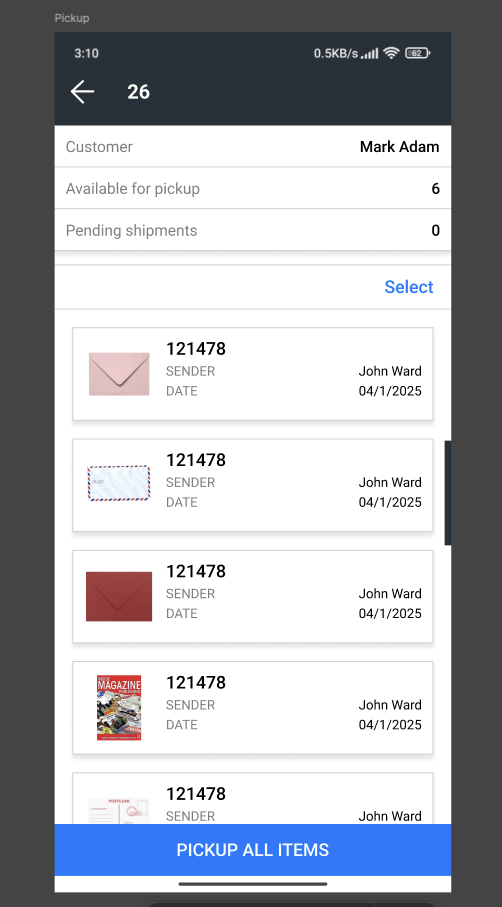 Pickup
3:10 0.5KB/s 62
26
Customer Mark Adam
Available for pickup 6
Pending shipments 0
Select
121478
SENDER John Ward
DATE 04/1/2025
121478
SENDER John Ward
DATE 04/1/2025
121478
SENDER John Ward
DATE 04/1/2025
MAGAZINE
121478
SENDER John Ward
DATE 04/1/2025
POSTCARD
121478
SENDER John Ward
PICKUP ALL ITEMS